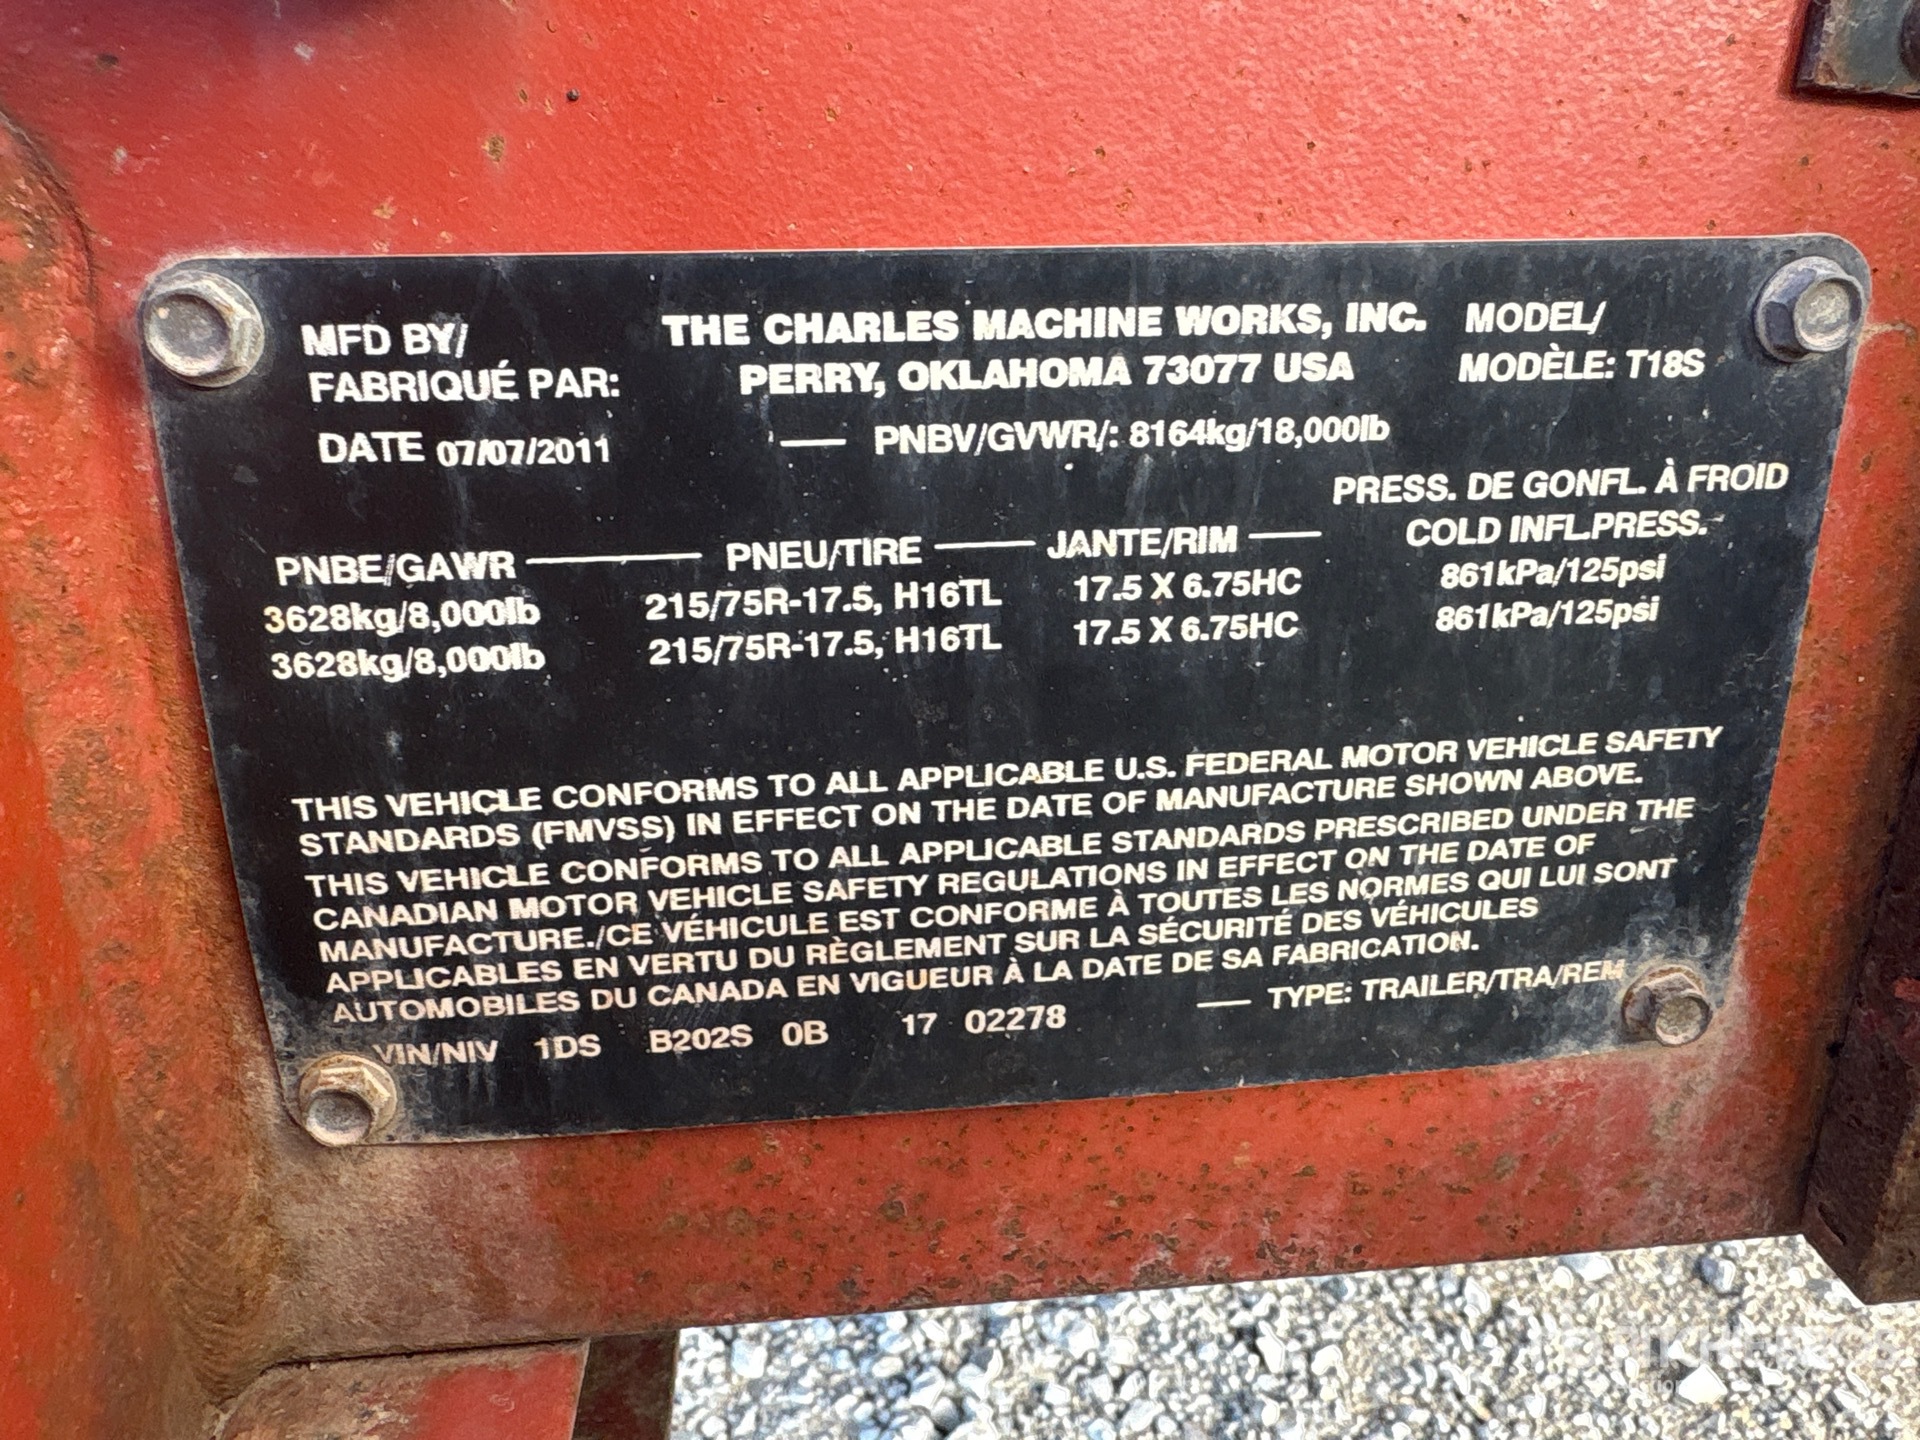 MFD BY/ THE CHARLES MACHINE WORKS, INC. MODEL/
FABRIQUÉ PAR: PERRY, OKLAHOMA 73077 USA MODÈLE: T18S
DATE 07/07/2011 — PNBV/GVWR/: 8164kg/18,000lb
PRESS. DE GONFL. À FROID
PNBE/GAWR — PNEU/TIRE — JANTE/RIM — COLD INFL.PRESS.
3628kg/8,000lb 215/75R-17.5, H16TL 17.5 X 6.75HC 861kPa/125psi
3628kg/8,000lb 215/75R-17.5, H16TL 17.5 X 6.75HC 861kPa/125psi
THIS VEHICLE CONFORMS TO ALL APPLICABLE U.S. FEDERAL MOTOR VEHICLE SAFETY
STANDARDS (FMVSS) IN EFFECT ON THE DATE OF MANUFACTURE SHOWN ABOVE.
THIS VEHICLE CONFORMS TO ALL APPLICABLE STANDARDS PRESCRIBED UNDER THE
CANADIAN MOTOR VEHICLE SAFETY REGULATIONS IN EFFECT ON THE DATE OF
MANUFACTURE./CE VÉHICULE EST CONFORME À TOUTES LES NORMES QUI LUI SONT
APPLICABLES EN VERTU DU RÈGLEMENT SUR LA SÉCURITÉ DES VÉHICULES
AUTOMOBILES DU CANADA EN VIGUEUR À LA DATE DE SA FABRICATION.
VIN/NIV 1DS B202S 0B 17 02278 — TYPE: TRAILER/TRA/REM